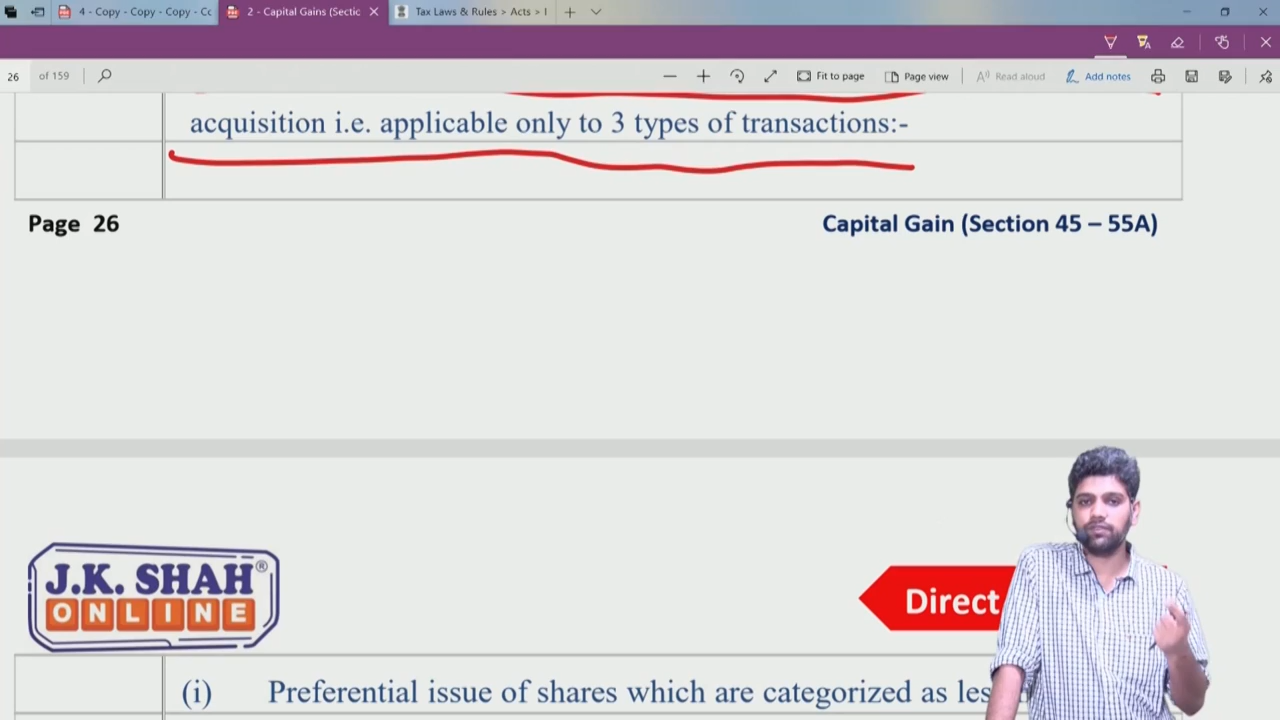 4 - Copy - Copy - Copy - Cc
2 - Capital Gains (Sectic
Tax Laws & Rules > Acts > I
26 of 159
Fit to page
Page view
Read aloud
Add notes
acquisition i.e. applicable only to 3 types of transactions:-
Page 26
Capital Gain (Section 45 – 55A)
J.K. SHAH®
ONLINE
Direct
(i) Preferential issue of shares which are categorized as les